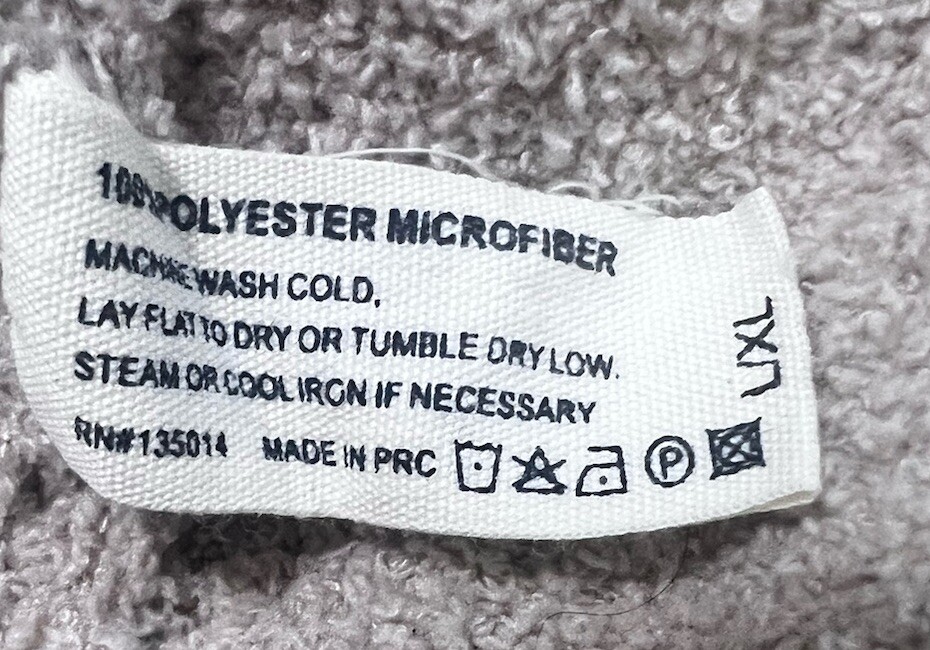 100% POLYESTER MICROFIBER
MACHINE WASH COLD,
LAY FLAT TO DRY OR TUMBLE DRY LOW.
STEAM OR COOL IRON IF NECESSARY
RN#135014 MADE IN PRC
P
L/XL